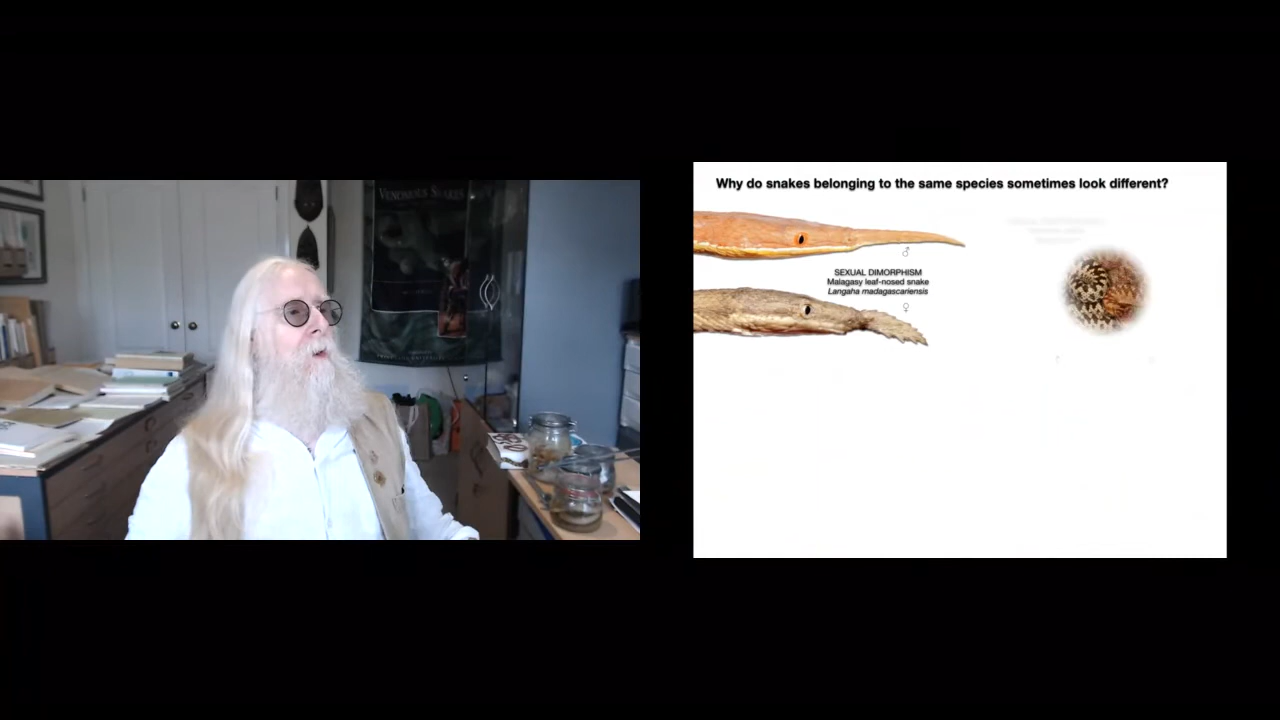 VENOMOUS SNAKES
Why do snakes belonging to the same species sometimes look different?
♂
SEXUAL DIMORPHISM
Malagasy leaf-nosed snake
Langaha madagascariensis
♀